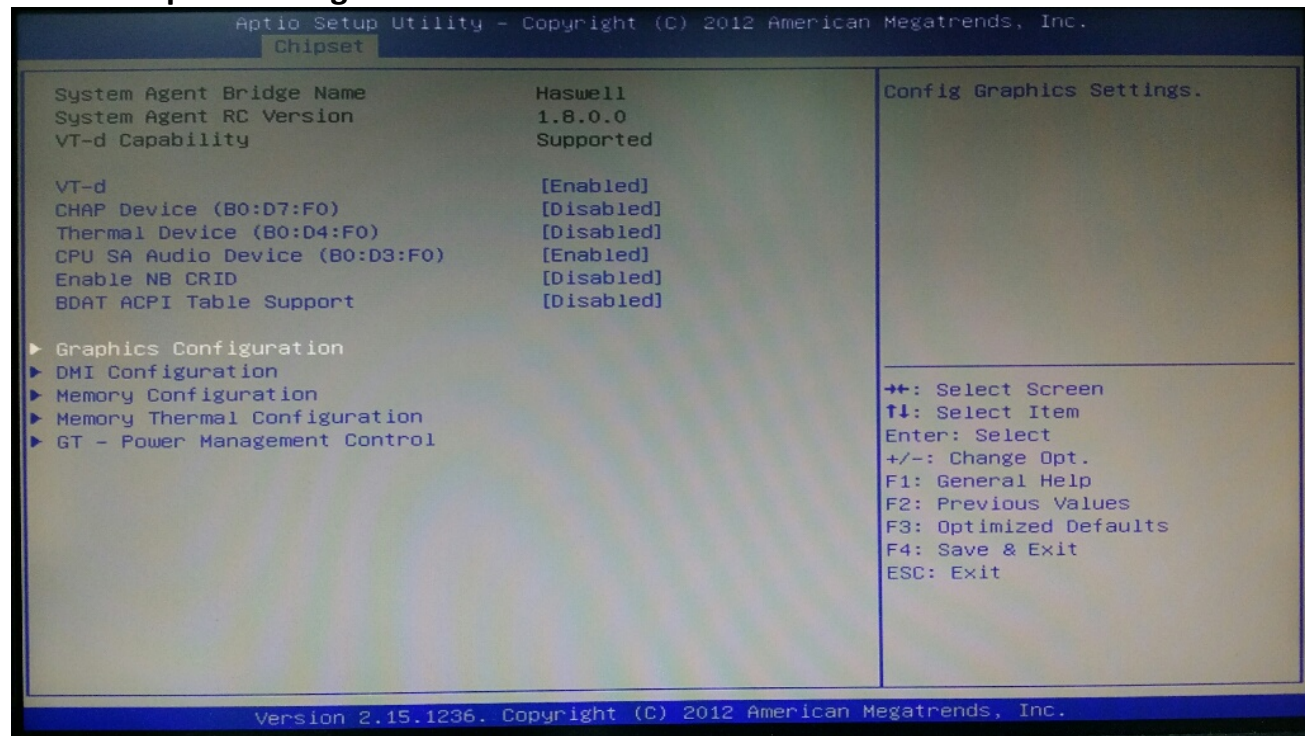 Aptio Setup Utility – Copyright (C) 2012 American Megatrends, Inc.
Chipset
System Agent Bridge Name Haswell
System Agent RC Version 1.8.0.0
VT-d Capability Supported
VT-d [Enabled]
CHAP Device (B0:D7:F0) [Disabled]
Thermal Device (B0:D4:F0) [Disabled]
CPU SA Audio Device (B0:D3:F0) [Enabled]
Enable NB CRID [Disabled]
BDAT ACPI Table Support [Disabled]
▶ Graphics Configuration
▶ DMI Configuration
▶ Memory Configuration
▶ Memory Thermal Configuration
▶ GT – Power Management Control
Config Graphics Settings.
→←: Select Screen
↑↓: Select Item
Enter: Select
+/-: Change Opt.
F1: General Help
F2: Previous Values
F3: Optimized Defaults
F4: Save & Exit
ESC: Exit
Version 2.15.1236. Copyright (C) 2012 American Megatrends, Inc.